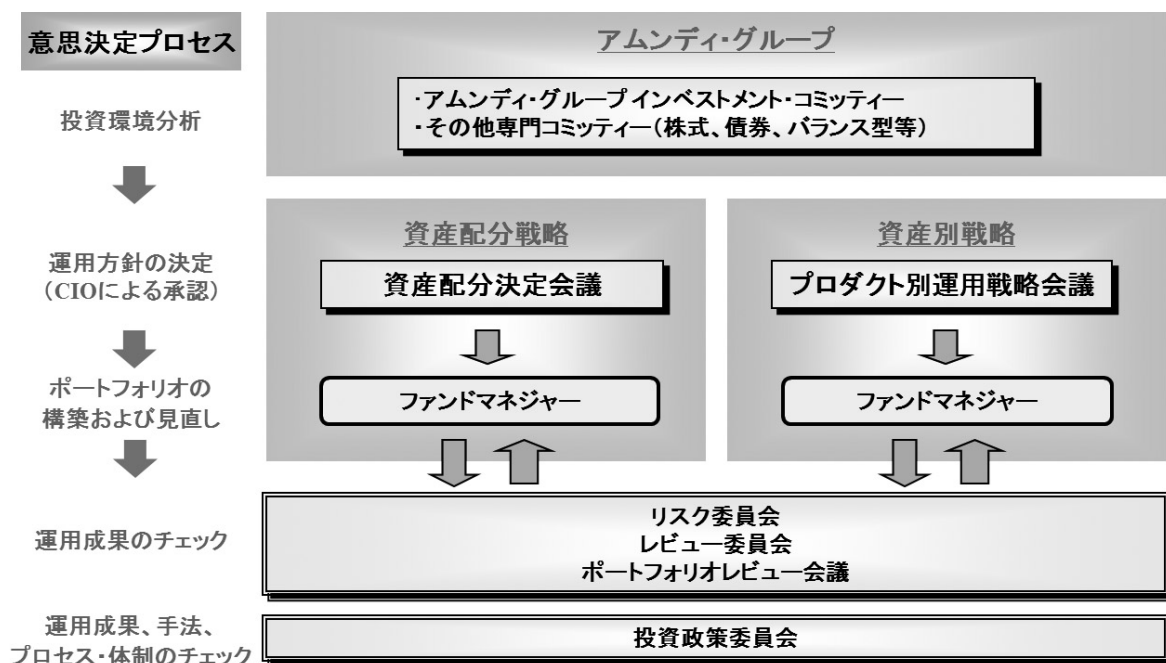 意思決定プロセス
アムンディ・グループ
・アムンディ・グループ インベストメント・コミッティー
・その他専門コミッティー（株式、債券、バランス型等）
投資環境分析
資産配分戦略
資産別戦略
運用方針の決定
（CIOによる承認）
資産配分決定会議
プロダクト別運用戦略会議
ポートフォリオの
構築および見直し
ファンドマネジャー
ファンドマネジャー
運用成果のチェック
リスク委員会
レビュー委員会
ポートフォリオレビュー会議
運用成果、手法、
プロセス・体制のチェック
投資政策委員会